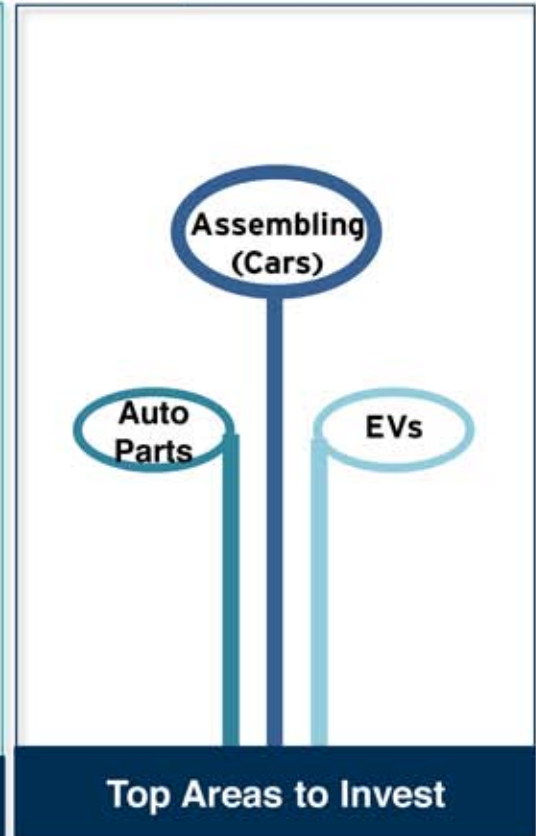 Assembling
(Cars)
Auto
Parts
EVs
Top Areas to Invest